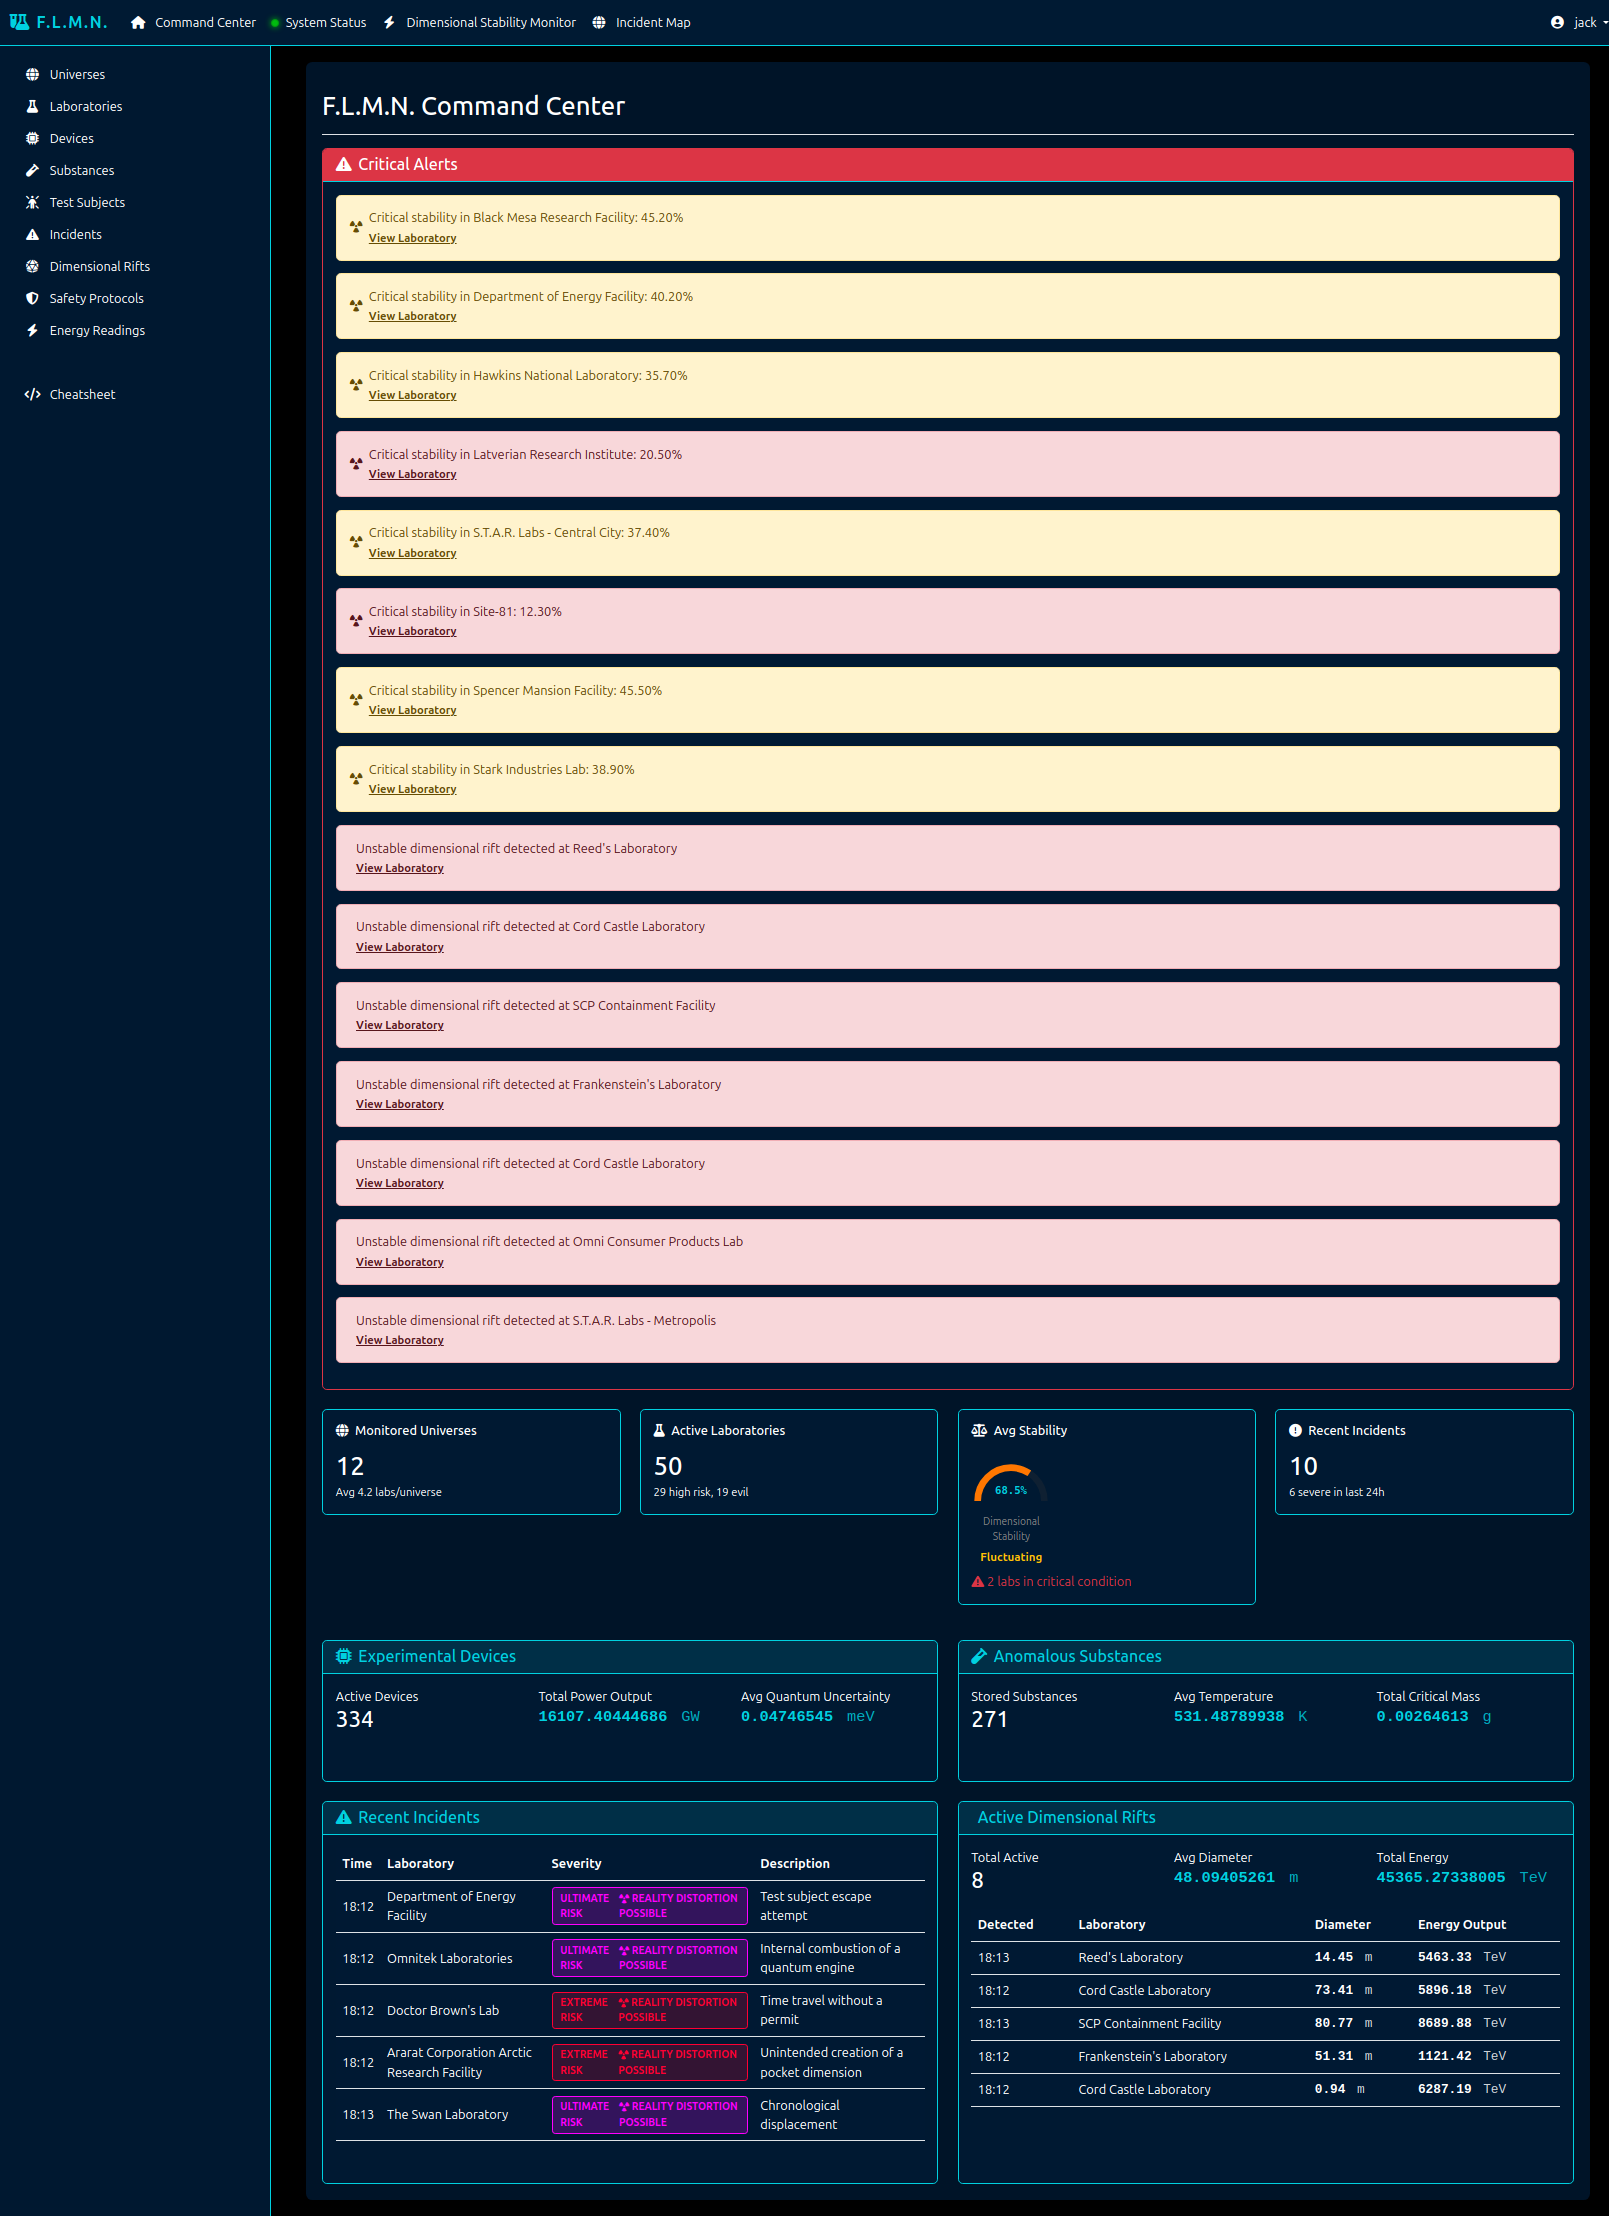 F.L.M.N. Command Center System Status Dimensional Stability Monitor Incident Map jack
Universes
Laboratories
Devices
Substances
Test Subjects
Incidents
Dimensional Rifts
Safety Protocols
Energy Readings
Cheatsheet
F.L.M.N. Command Center
Critical Alerts
Critical stability in Black Mesa Research Facility: 45.20%
View Laboratory
Critical stability in Department of Energy Facility: 40.20%
View Laboratory
Critical stability in Hawkins National Laboratory: 35.70%
View Laboratory
Critical stability in Latverian Research Institute: 20.50%
View Laboratory
Critical stability in S.T.A.R. Labs - Central City: 37.40%
View Laboratory
Critical stability in Site-81: 12.30%
View Laboratory
Critical stability in Spencer Mansion Facility: 45.50%
View Laboratory
Critical stability in Stark Industries Lab: 38.90%
View Laboratory
Unstable dimensional rift detected at Reed's Laboratory
View Laboratory
Unstable dimensional rift detected at Cord Castle Laboratory
View Laboratory
Unstable dimensional rift detected at SCP Containment Facility
View Laboratory
Unstable dimensional rift detected at Frankenstein's Laboratory
View Laboratory
Unstable dimensional rift detected at Cord Castle Laboratory
View Laboratory
Unstable dimensional rift detected at Omni Consumer Products Lab
View Laboratory
Unstable dimensional rift detected at S.T.A.R. Labs - Metropolis
View Laboratory
Monitored Universes
12
Avg 4.2 labs/universe
Active Laboratories
50
29 high risk, 19 evil
Avg Stability
68.5%
Dimensional
Stability
Fluctuating
2 labs in critical condition
Recent Incidents
10
6 severe in last 24h
Experimental Devices
Active Devices Total Power Output Avg Quantum Uncertainty
334 16107.40444686 GW 0.04746545 meV
Anomalous Substances
Stored Substances Avg Temperature Total Critical Mass
271 531.48789938 K 0.00264613 g
Recent Incidents
Time Laboratory Severity Description
18:12 Department of Energy Facility ULTIMATE RISK REALITY DISTORTION POSSIBLE Test subject escape attempt
18:12 Omnitek Laboratories ULTIMATE RISK REALITY DISTORTION POSSIBLE Internal combustion of a quantum engine
18:12 Doctor Brown's Lab EXTREME RISK REALITY DISTORTION POSSIBLE Time travel without a permit
18:12 Ararat Corporation Arctic Research Facility EXTREME RISK REALITY DISTORTION POSSIBLE Unintended creation of a pocket dimension
18:13 The Swan Laboratory ULTIMATE RISK REALITY DISTORTION POSSIBLE Chronological displacement
Active Dimensional Rifts
Total Active Avg Diameter Total Energy
8 48.09405261 m 45365.27338005 TeV
Detected Laboratory Diameter Energy Output
18:13 Reed's Laboratory 14.45 m 5463.33 TeV
18:12 Cord Castle Laboratory 73.41 m 5896.18 TeV
18:13 SCP Containment Facility 80.77 m 8689.88 TeV
18:12 Frankenstein's Laboratory 51.31 m 1121.42 TeV
18:12 Cord Castle Laboratory 0.94 m 6287.19 TeV